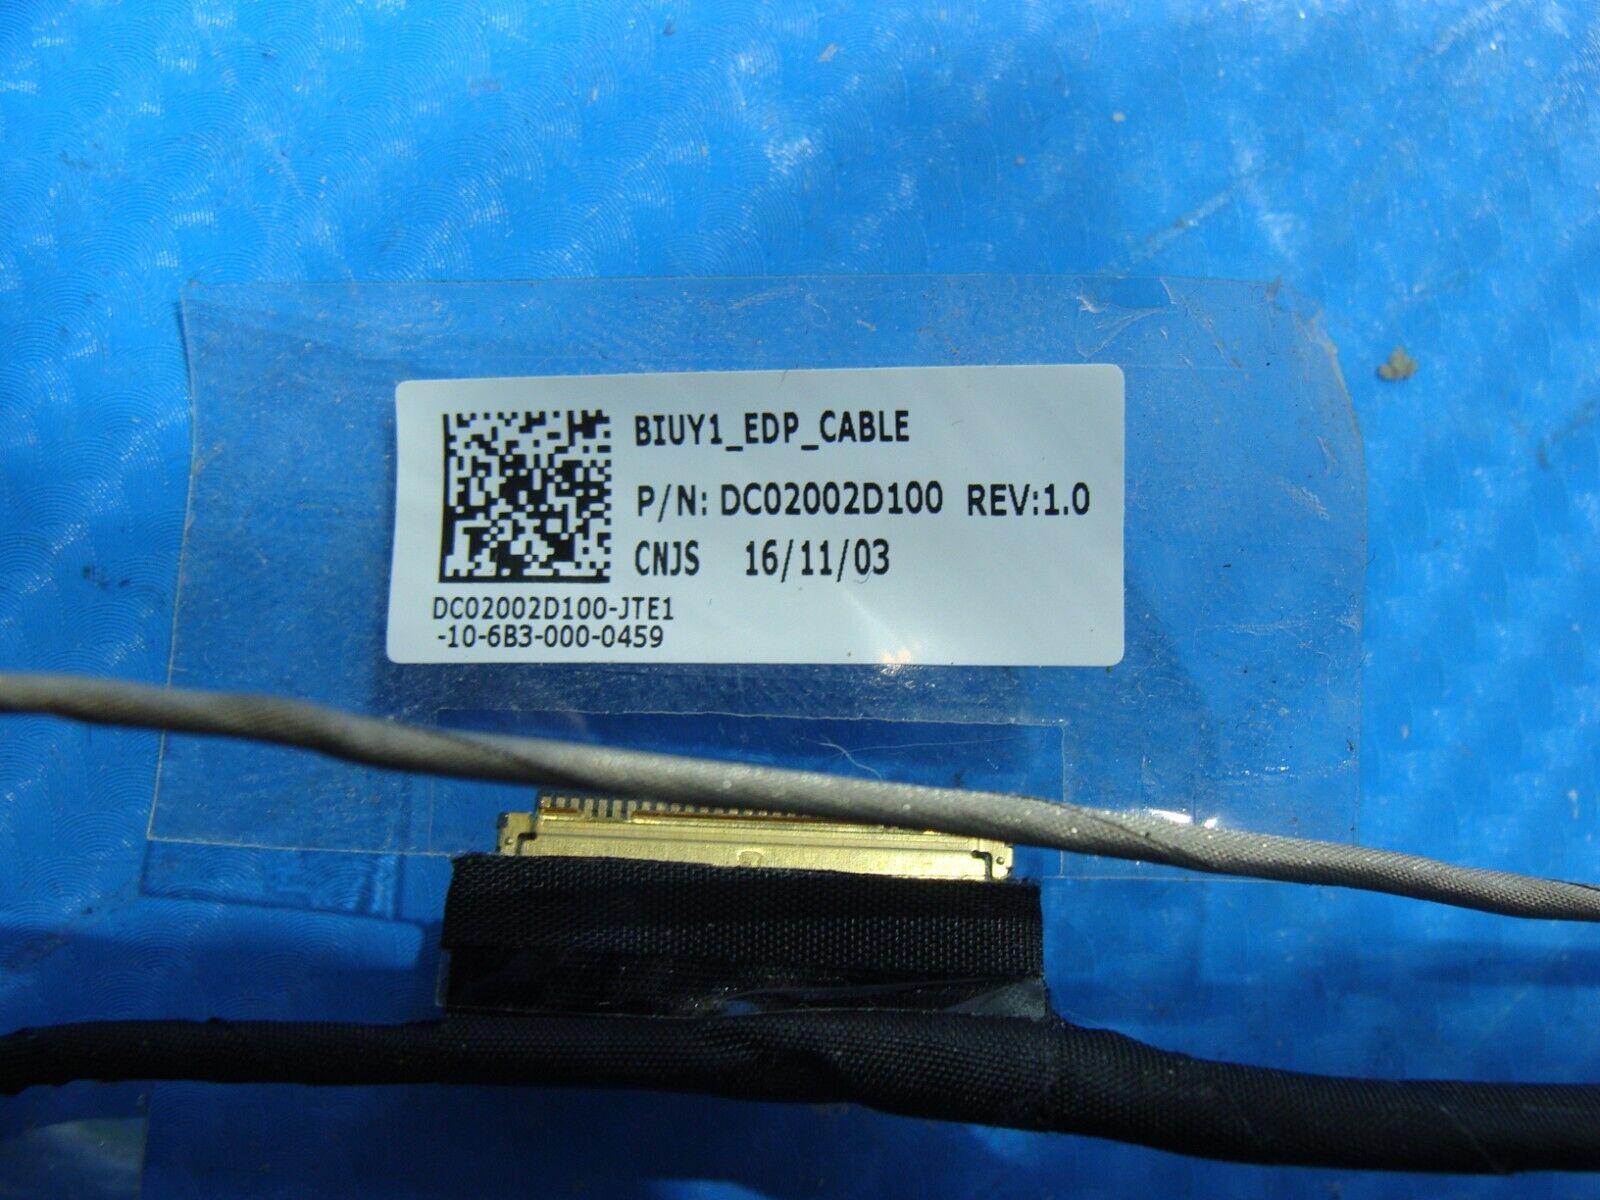 BIUY1_EDP_CABLE
P/N: DC02002D100 REV:1.0
CNJS 16/11/03
DC02002D100-JTE1
-10-6B3-000-0459